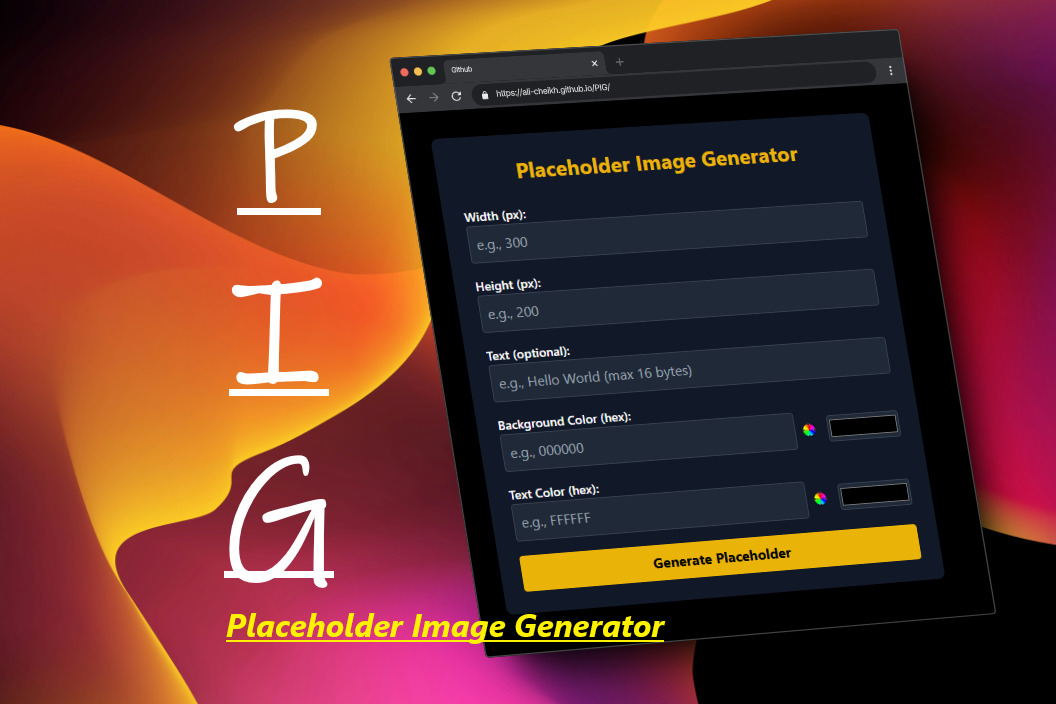 P
I
G
Placeholder Image Generator
Github
https://ali-cheikh.github.io/PIG/
Placeholder Image Generator
Width (px):
e.g., 300
Height (px):
e.g., 200
Text (optional):
e.g., Hello World (max 16 bytes)
Background Color (hex):
e.g., 000000
Text Color (hex):
e.g., FFFFFF
Generate Placeholder